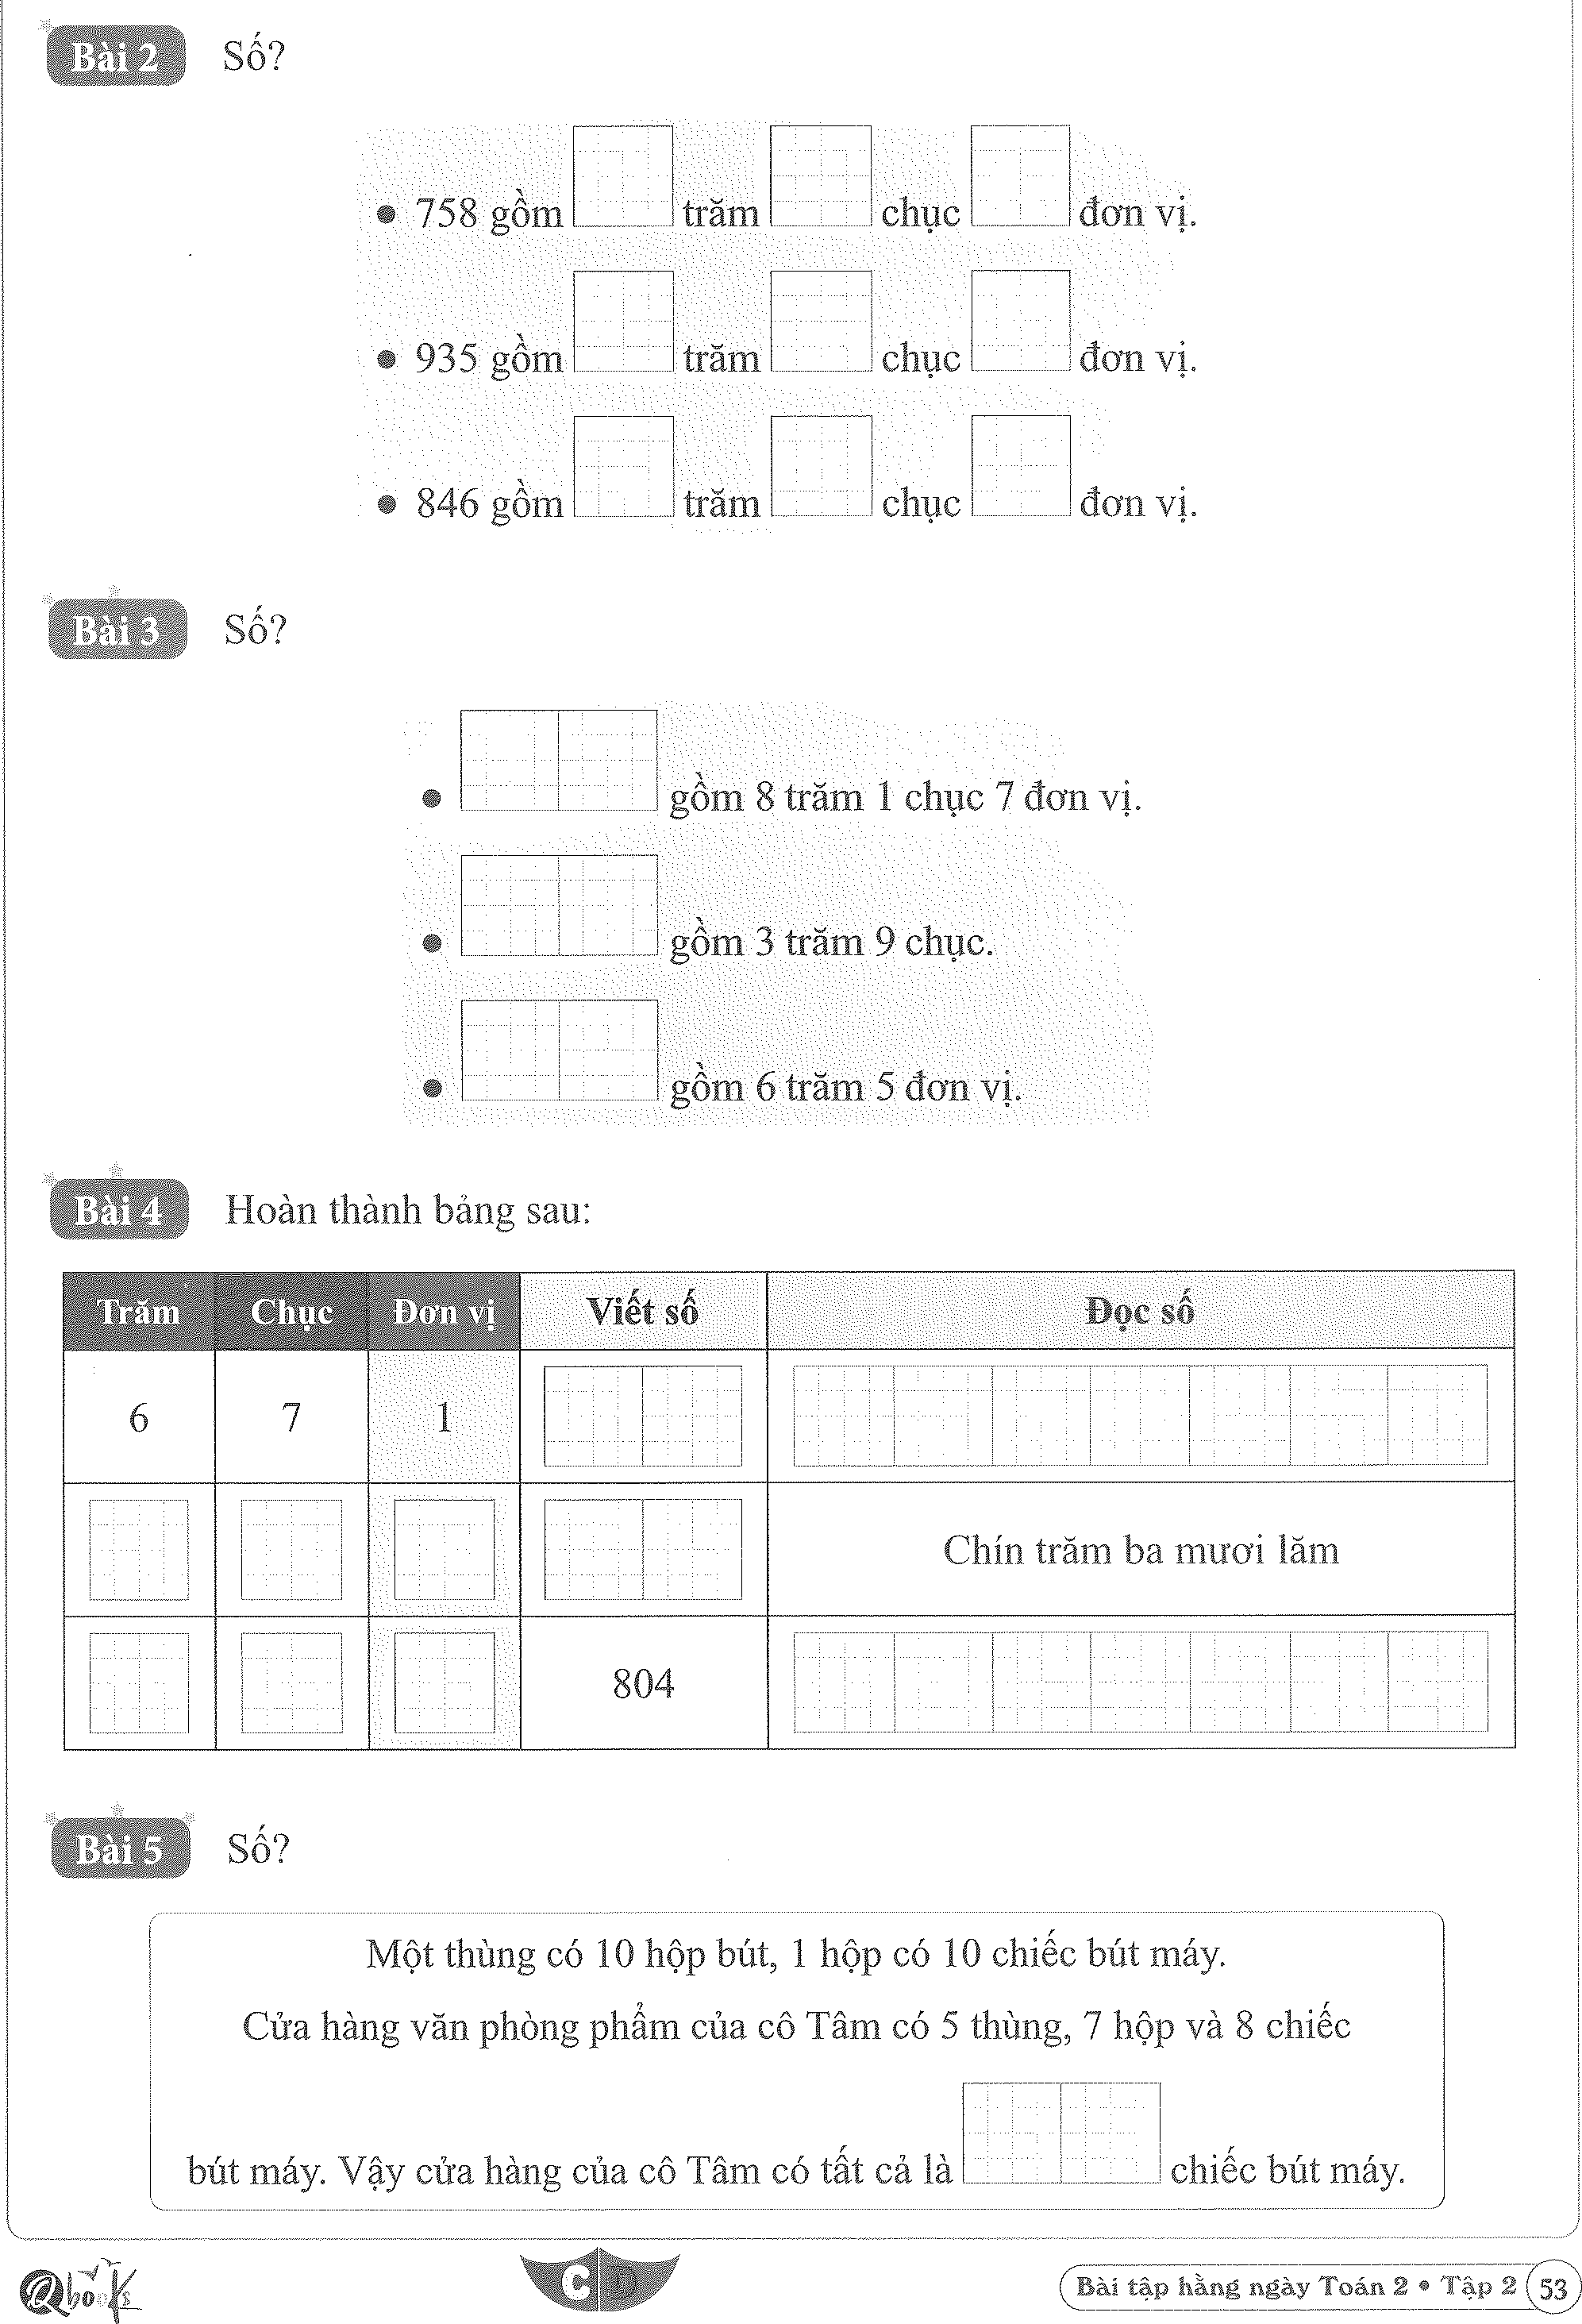 Bài 2 Số?
• 758 gồm trăm chục đơn vị.
• 935 gồm trăm chục đơn vị.
• 846 gồm trăm chục đơn vị.
Bài 3 Số?
• gồm 8 trăm 1 chục 7 đơn vị.
• gồm 3 trăm 9 chục.
• gồm 6 trăm 5 đơn vị.
Bài 4 Hoàn thành bảng sau:
Trăm Chục Đơn vị Viết số Đọc số
6 7 1
Chín trăm ba mươi lăm
804
Bài 5 Số?
Một thùng có 10 hộp bút, 1 hộp có 10 chiếc bút máy.
Cửa hàng văn phòng phẩm của cô Tâm có 5 thùng, 7 hộp và 8 chiếc
bút máy. Vậy cửa hàng của cô Tâm có tất cả là chiếc bút máy.
Qbooks CD Bài tập hằng ngày Toán 2 • Tập 2 53